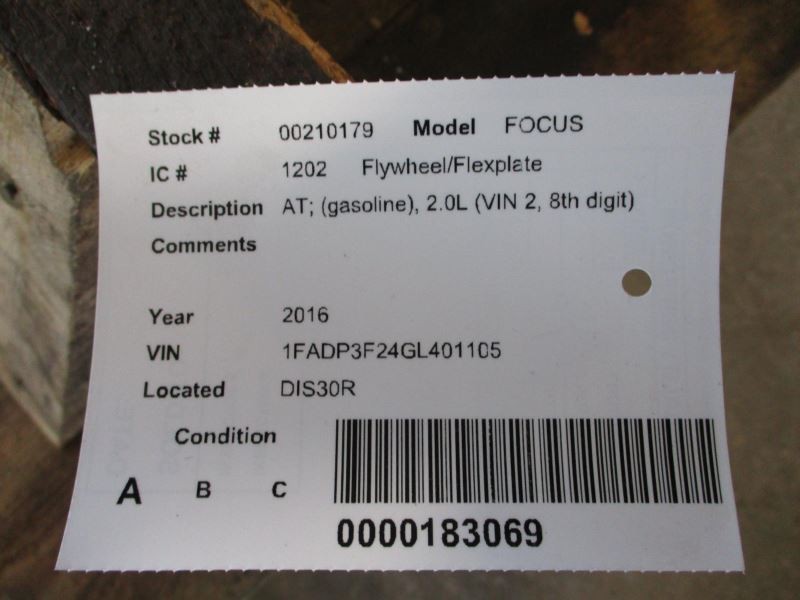 Stock # 00210179 Model FOCUS
IC # 1202 Flywheel/Flexplate
Description AT; (gasoline), 2.0L (VIN 2, 8th digit)
Comments
Year 2016
VIN 1FADP3F24GL401105
Located DIS30R
Condition
A B C
0000183069